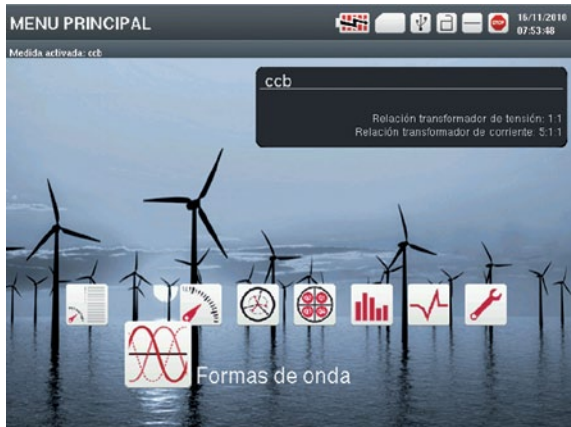 MENU PRINCIPAL
16/11/2010
07:53:48
Medida activada: ccb
ccb
Relación transformador de tensión: 1:1
Relación transformador de corriente: 5:1:1
Formas de onda